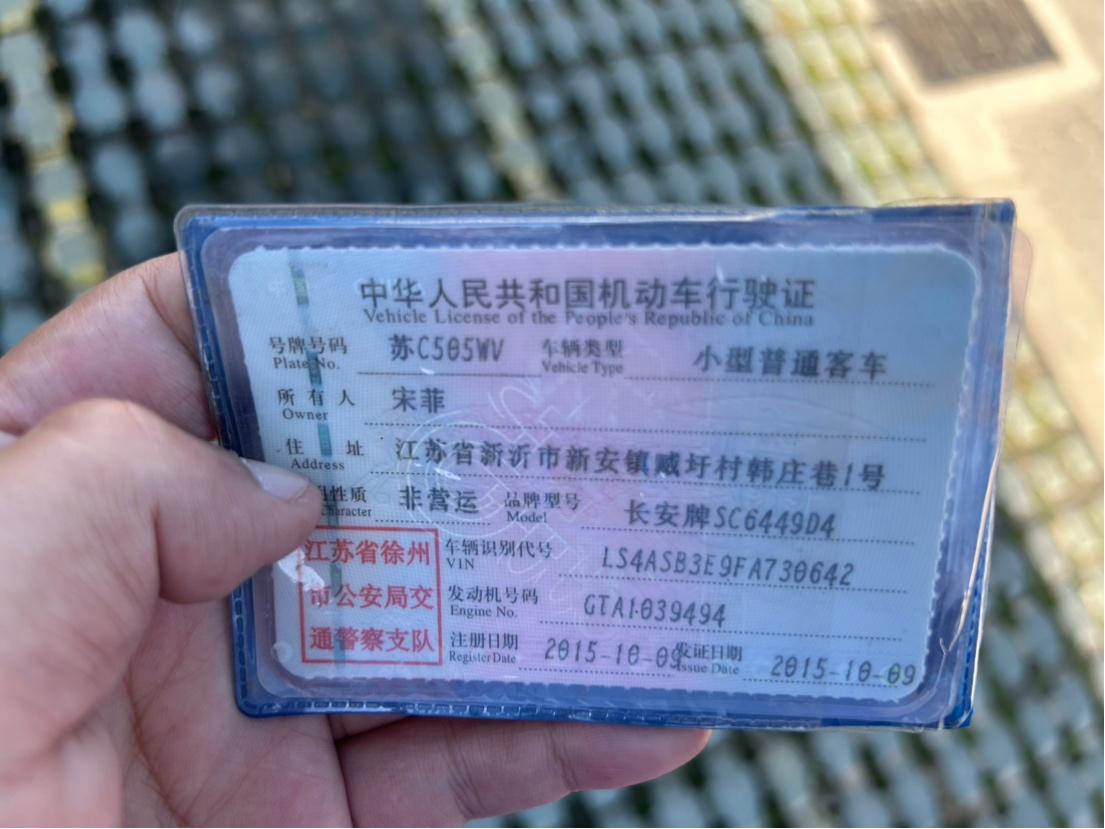 中华人民共和国机动车行驶证
Vehicle License of the People's Republic of China
号牌号码 苏C505WV 车辆类型 小型普通客车
Plate No. Vehicle Type
所有人 宋菲
Owner
住址 江苏省新沂市新安镇臧圩村韩庄巷1号
Address
性质 非营运 品牌型号 长安牌SC6449D4
Character Model
江苏省徐州 车辆识别代号 LS4ASB3E9FA730642
VIN
市公安局交 发动机号码 GTA1039494
Engine No.
通警察支队 注册日期 2015-10-09 发证日期 2015-10-09
Register Date Issue Date